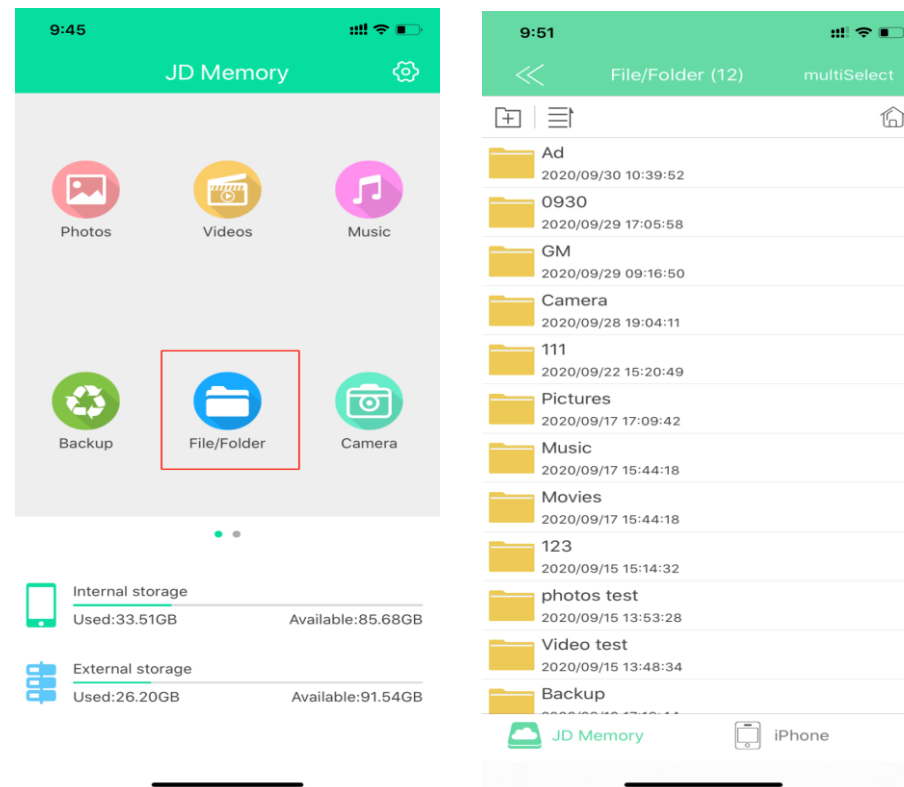 9:45
JD Memory
Photos
Videos
Music
Backup
File/Folder
Camera
Internal storage
Used:33.51GB
Available:85.68GB
External storage
Used:26.20GB
Available:91.54GB
9:51
File/Folder (12)
multiSelect
Ad
2020/09/30 10:39:52
0930
2020/09/29 17:05:58
GM
2020/09/29 09:16:50
Camera
2020/09/28 19:04:11
111
2020/09/22 15:20:49
Pictures
2020/09/17 17:09:42
Music
2020/09/17 15:44:18
Movies
2020/09/17 15:44:18
123
2020/09/15 15:14:32
photos test
2020/09/15 13:53:28
Video test
2020/09/15 13:48:34
Backup
JD Memory
iPhone